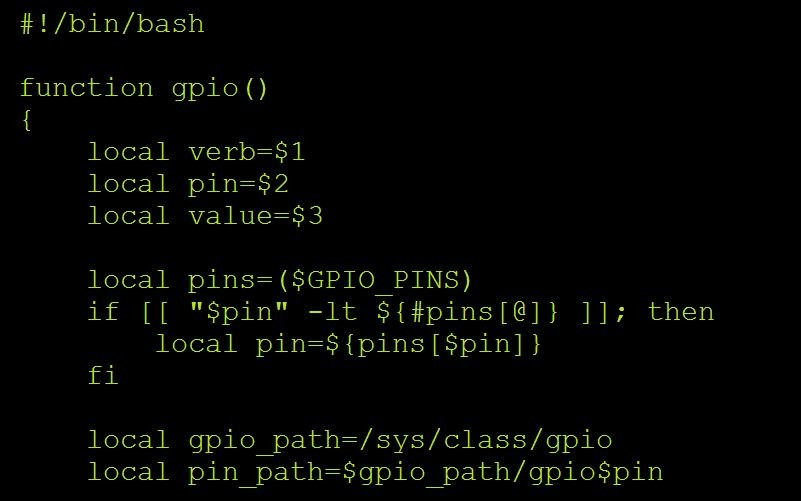 #!/bin/bash

function gpio()
{
    local verb=$1
    local pin=$2
    local value=$3

    local pins=($GPIO_PINS)
    if [[ "$pin" -lt ${#pins[@]} ]]; then
        local pin=${pins[$pin]}
    fi

    local gpio_path=/sys/class/gpio
    local pin_path=$gpio_path/gpio$pin